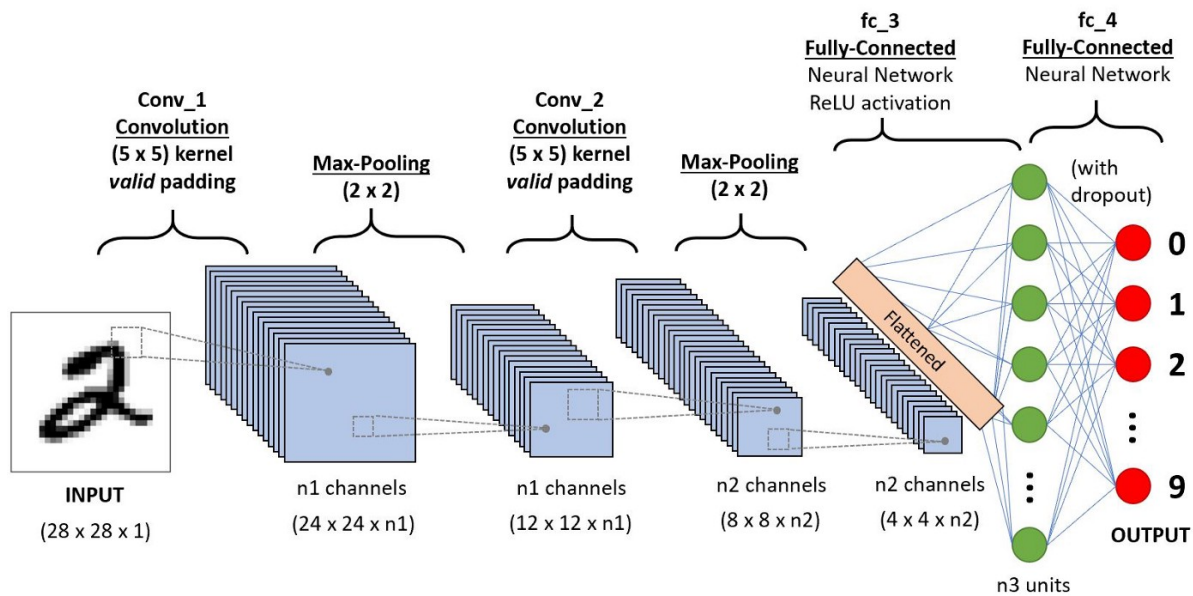 fc_3
Fully-Connected
Neural Network
ReLU activation
fc_4
Fully-Connected
Neural Network
Conv_1
Convolution
(5 x 5) kernel
valid padding
Max-Pooling
(2 x 2)
Conv_2
Convolution
(5 x 5) kernel
valid padding
Max-Pooling
(2 x 2)
(with
dropout)
Flattened
0
1
2
9
INPUT
(28 x 28 x 1)
n1 channels
(24 x 24 x n1)
n1 channels
(12 x 12 x n1)
n2 channels
(8 x 8 x n2)
n2 channels
(4 x 4 x n2)
OUTPUT
n3 units
2